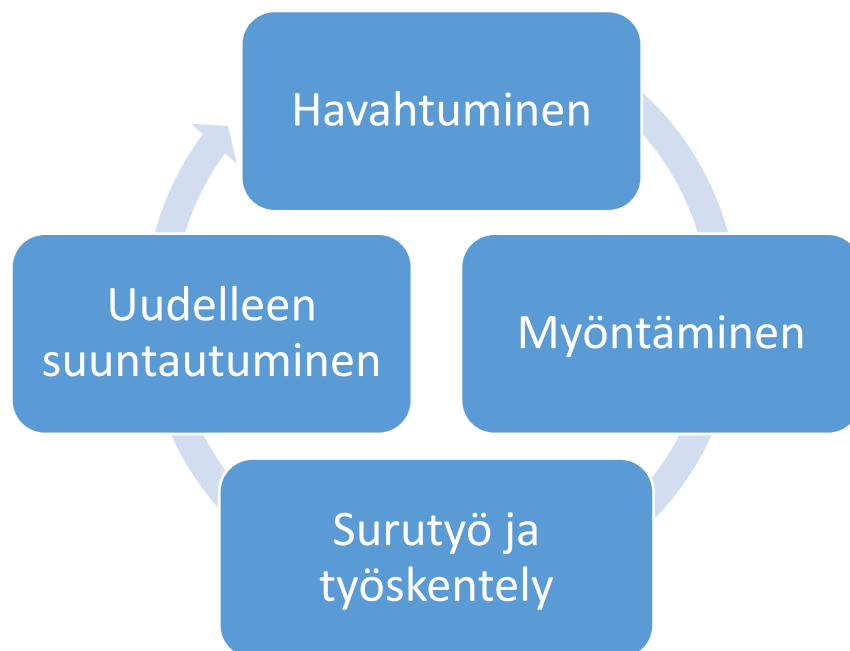 Havahtuminen
Myöntäminen
Surutyö ja
työskentely
Uudelleen
suuntautuminen